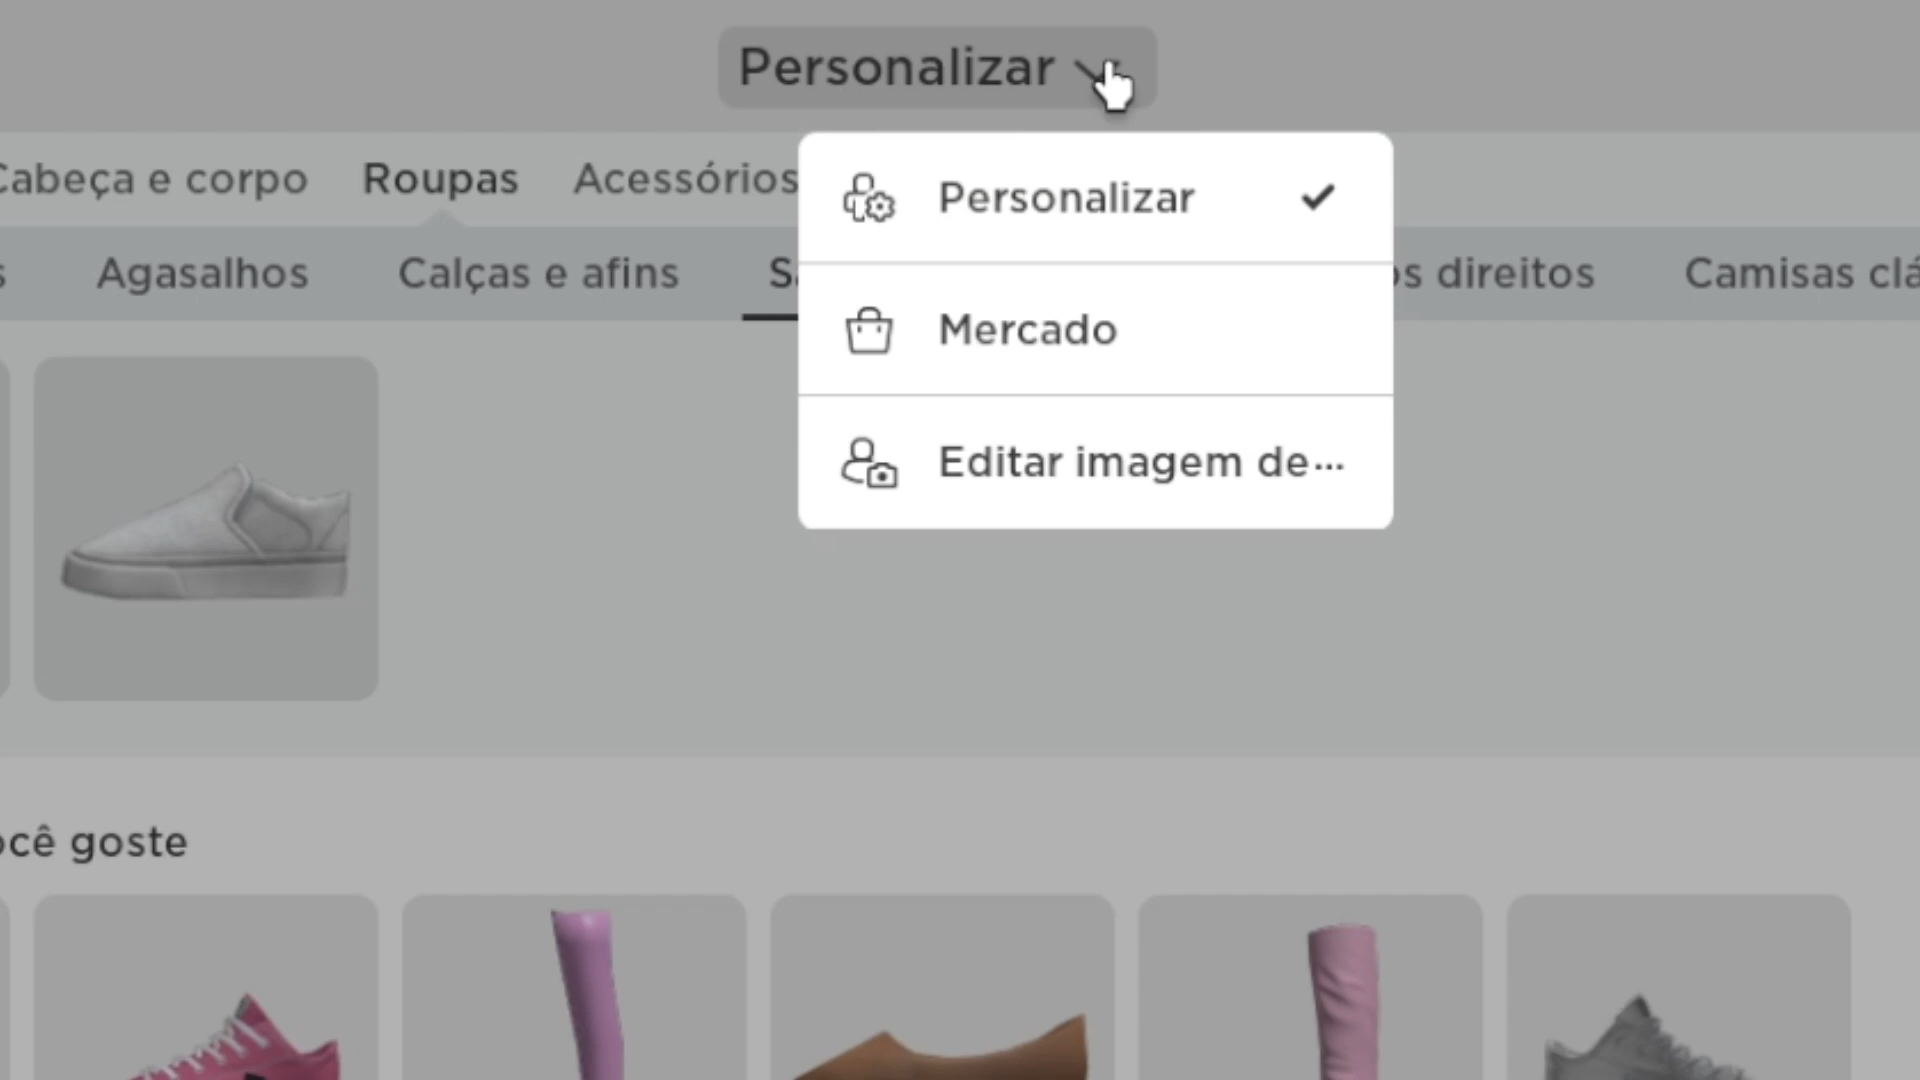 Personalizar
Cabeça e corpo Roupas Acessórios
Personalizar
Agasalhos Calças e afins os direitos Camisas clá
Mercado
Editar imagem de...
ocê goste